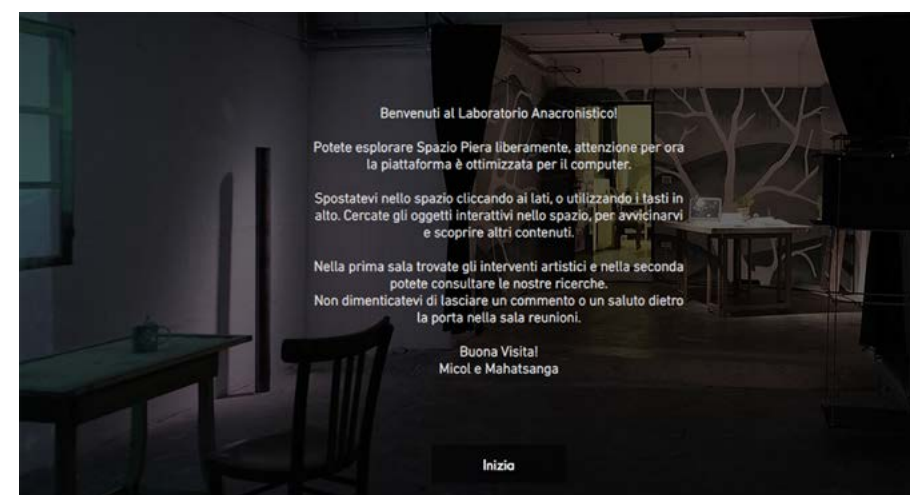 Benvenuti al Laboratorio Anacronistico!
Potete esplorare Spazio Piera liberamente, attenzione per ora
la piattaforma è ottimizzata per il computer.
Spostatevi nello spazio cliccando ai lati, o utilizzando i tasti in
alto. Cercate gli oggetti interattivi nello spazio, per avvicinarvi
e scoprire altri contenuti.
Nella prima sala trovate gli interventi artistici e nella seconda
potete consultare le nostre ricerche.
Non dimenticatevi di lasciare un commento o un saluto dietro
la porta nella sala reunioni.
Buona Visita!
Micol e Mahatsanga
Inizia